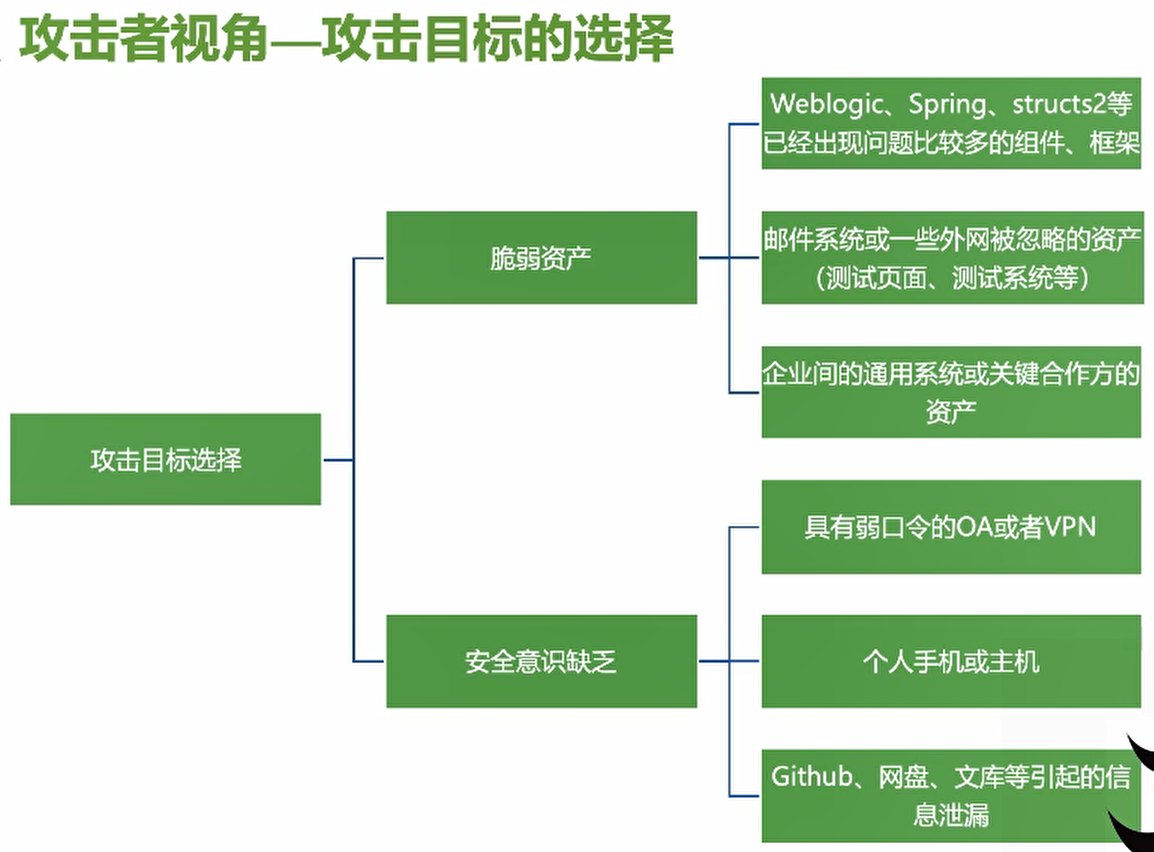 攻击者视角—攻击目标的选择
Weblogic、Spring、structs2等
已经出现问题比较多的组件、框架
邮件系统或一些外网被忽略的资产
（测试页面、测试系统等）
脆弱资产
企业间的通用系统或关键合作方的
资产
攻击目标选择
具有弱口令的OA或者VPN
安全意识缺乏
个人手机或主机
Github、网盘、文库等引起的信
息泄漏